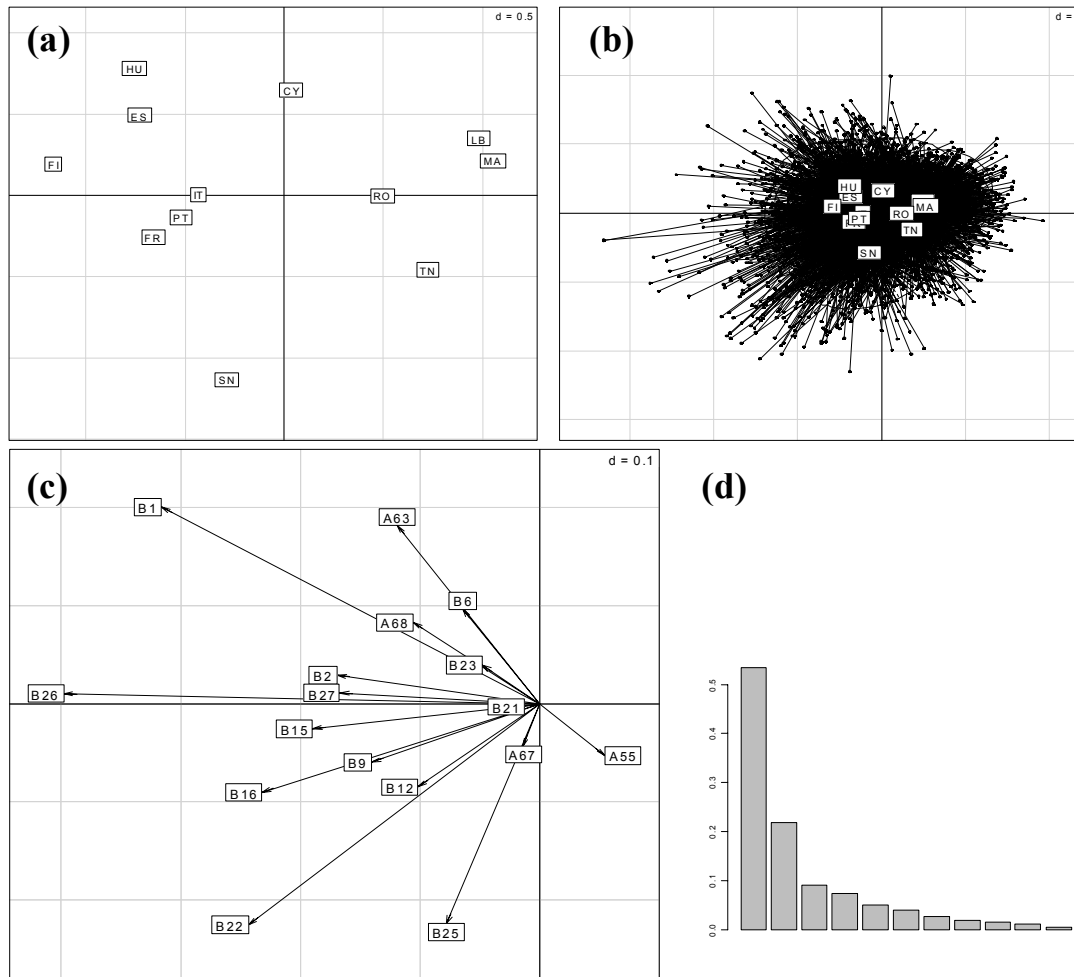 (a)
d = 0.5
HU
CY
ES
LB
MA
FI
IT
RO
PT
FR
TN
SN
(b)
d =
HU
CY
ES
FI
MA
PT
RO
TN
SN
(c)
d = 0.1
B1
A63
B6
A68
B23
B2
B26
B27
B21
B15
A67
A55
B9
B12
B16
B22
B25
(d)
0.5
0.4
0.3
0.2
0.1
0.0